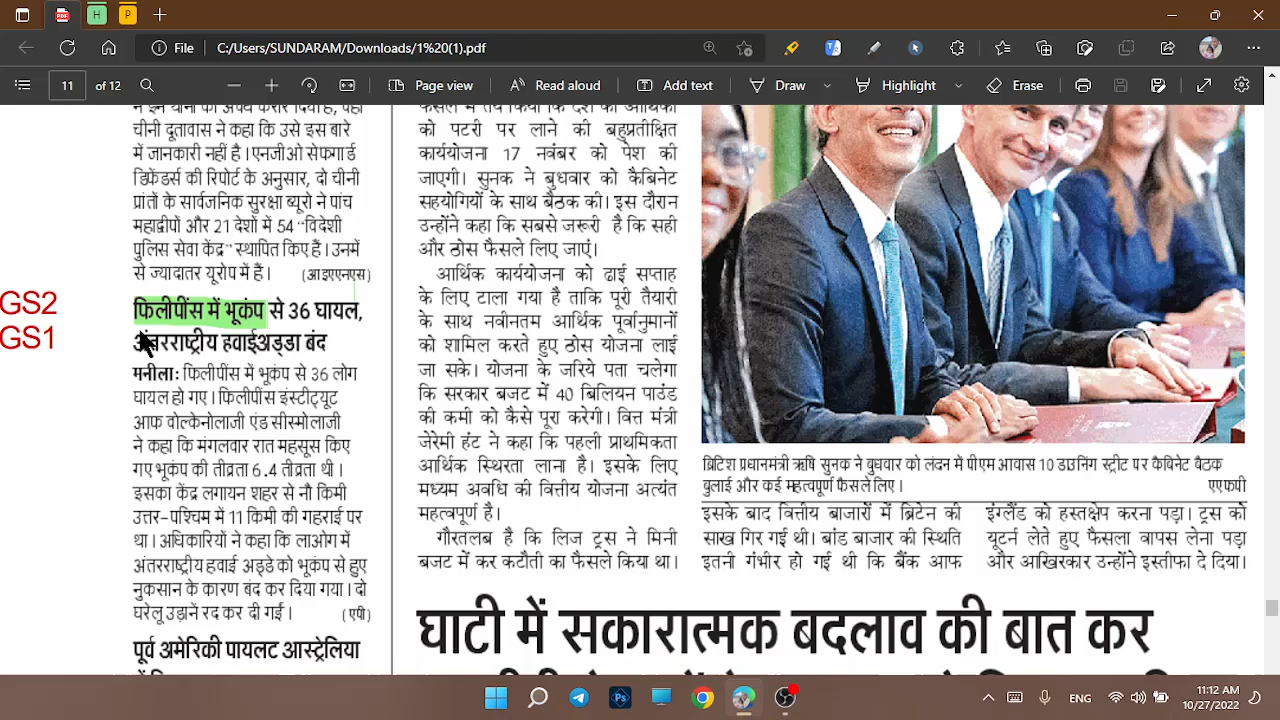 File
C:/Users/SUNDARAM/Downloads/1%20(1).pdf
11
of 12
Page view
Read aloud
Add text
Draw
Highlight
Erase
GS2
GS1
चीनी दूतावास ने कहा कि उसे इस बारे
में जानकारी नहीं है। एनजीओ सेफगार्ड
डिफेंडर्स की रिपोर्ट के अनुसार, दो चीनी
प्रांतों के सार्वजनिक सुरक्षा ब्यूरो ने पांच
महाद्वीपों और 21 देशों में 54 “विदेशी
पुलिस सेवा केंद्र” स्थापित किए हैं। उनमें
से ज्यादातर यूरोप में हैं। (आइएएनएस)
फिलीपींस में भूकंप से 36 घायल,
अंतरराष्ट्रीय हवाईअड्डा बंद
मनीला: फिलीपींस में भूकंप से 36 लोग
घायल हो गए। फिलीपींस इंस्टीट्यूट
आफ वोल्केनोलाजी एंड सीस्मोलाजी
ने कहा कि मंगलवार रात महसूस किए
गए भूकंप की तीव्रता 6.4 तीव्रता थी।
इसका केंद्र लगायन शहर से नौ किमी
उत्तर-पश्चिम में 11 किमी की गहराई पर
था। अधिकारियों ने कहा कि लाओग में
अंतरराष्ट्रीय हवाई अड्डे को भूकंप से हुए
नुकसान के कारण बंद कर दिया गया। दो
घरेलू उड़ानें रद कर दी गईं। (एपी)
पूर्व अमेरिकी पायलट आस्ट्रेलिया
फैसले में तय किया कि देश की आर्थिकी
को पटरी पर लाने की बहुप्रतीक्षित
कार्ययोजना 17 नवंबर को पेश की
जाएगी। सुनक ने बुधवार को कैबिनेट
सहयोगियों के साथ बैठक की। इस दौरान
उन्होंने कहा कि सबसे जरूरी है कि सही
और ठोस फैसले लिए जाएं।
आर्थिक कार्ययोजना को ढाई सप्ताह
के लिए टाला गया है ताकि पूरी तैयारी
के साथ नवीनतम आर्थिक पूर्वानुमानों
को शामिल करते हुए ठोस योजना लाई
जा सके। योजना के जरिये पता चलेगा
कि सरकार बजट में 40 बिलियन पाउंड
की कमी को कैसे पूरा करेगी। वित्त मंत्री
जेरेमी हंट ने कहा कि पहली प्राथमिकता
आर्थिक स्थिरता लाना है। इसके लिए
मध्यम अवधि की वित्तीय योजना अत्यंत
महत्वपूर्ण है।
गौरतलब है कि लिज ट्रस ने मिनी
बजट में कर कटौती का फैसला किया था।
ब्रिटिश प्रधानमंत्री ऋषि सुनक ने बुधवार को लंदन में पीएम आवास 10 डाउनिंग स्ट्रीट पर कैबिनेट बैठक
बुलाई और कई महत्वपूर्ण फैसले लिए। एएफपी
इसके बाद वित्तीय बाजारों में ब्रिटेन की
साख गिर गई थी। बांड बाजार की स्थिति
इतनी गंभीर हो गई थी कि बैंक आफ
इंग्लैंड को हस्तक्षेप करना पड़ा। ट्रस को
यूटर्न लेते हुए फैसला वापस लेना पड़ा
और आखिरकार उन्होंने इस्तीफा दे दिया।
घाटी में सकारात्मक बदलाव की बात कर
ENG
11:12 AM
10/27/2022